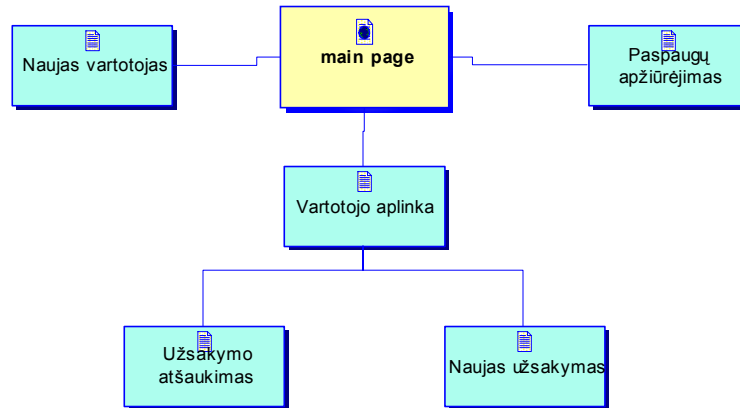 main page
Naujas vartotojas
Paspaugų
apžiūrėjimas
Vartotojo aplinka
Užsakymo
atšaukimas
Naujas užsakymas